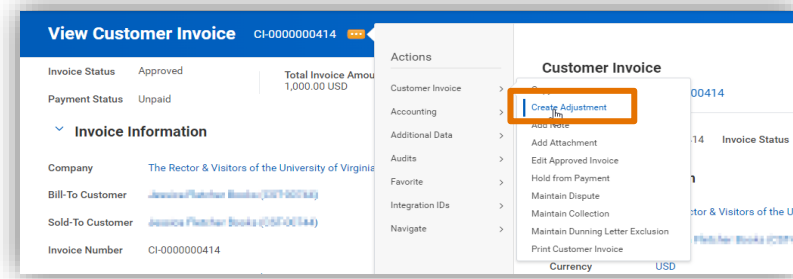 View Customer Invoice CI-0000000414
Invoice Status Approved
Total Invoice Amou
1,000.00 USD
Payment Status Unpaid
Invoice Information
Company The Rector & Visitors of the University of Virginia
Bill-To Customer
Sold-To Customer
Invoice Number CI-0000000414
Actions
Customer Invoice
Accounting
Additional Data
Audits
Favorite
Integration IDs
Navigate
Customer Invoice
Create Adjustment
Add Note
Add Attachment
Edit Approved Invoice
Hold from Payment
Maintain Dispute
Maintain Collection
Maintain Dunning Letter Exclusion
Print Customer Invoice
00414
14 Invoice Status
n
ctor & Visitors of the U
Currency USD